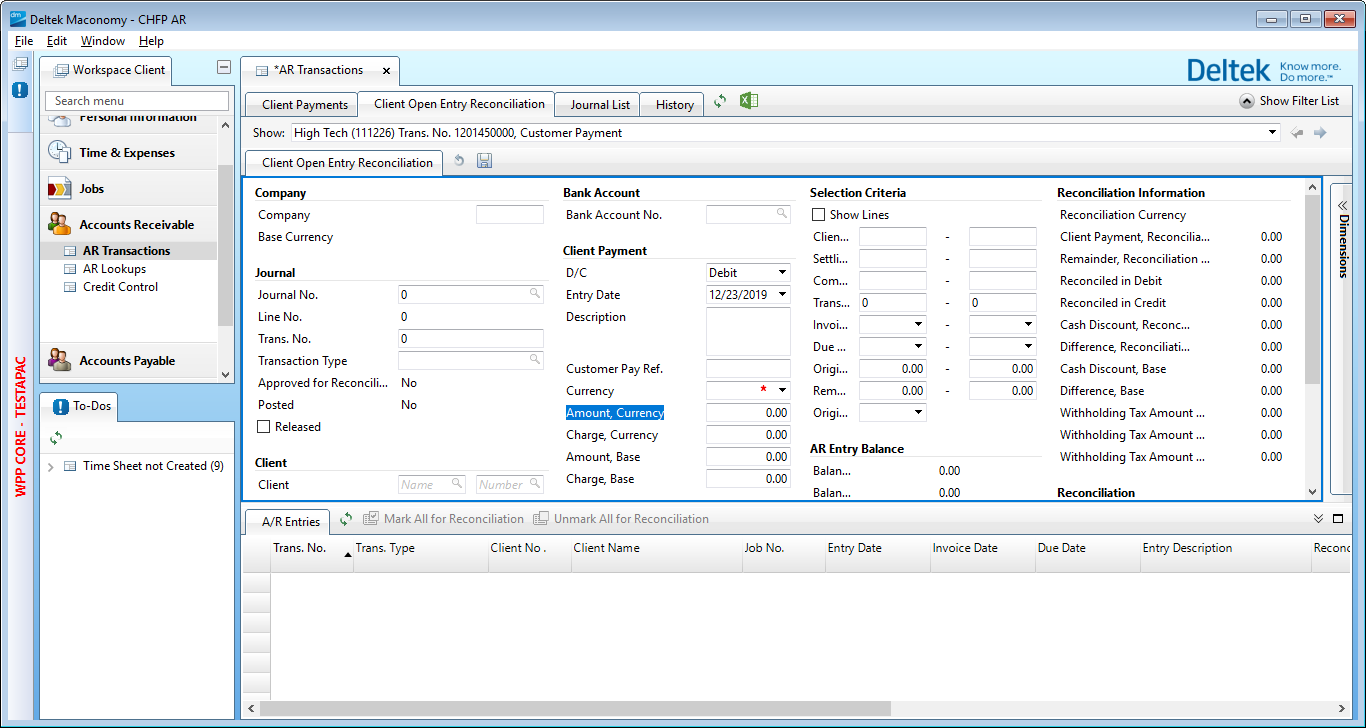 Deltek Maconomy - CHFP AR
File Edit Window Help
Workspace Client
Search menu
Personal Information
Time & Expenses
Jobs
Accounts Receivable
AR Transactions
AR Lookups
Credit Control
Accounts Payable
WPP CORE - TESTAPAC
To-Dos
Time Sheet not Created (9)
*AR Transactions
Deltek Know more.
Do more.™
Client Payments Client Open Entry Reconciliation Journal List History
Show Filter List
Show: High Tech (111226) Trans. No. 1201450000, Customer Payment
Client Open Entry Reconciliation
Company
Company
Base Currency
Journal
Journal No. 0
Line No. 0
Trans. No. 0
Transaction Type
Approved for Reconcili... No
Posted No
Released
Client
Client Name Number
Bank Account
Bank Account No.
Client Payment
D/C Debit
Entry Date 12/23/2019
Description
Customer Pay Ref.
Currency *
Amount, Currency 0.00
Charge, Currency 0.00
Amount, Base 0.00
Charge, Base 0.00
Selection Criteria
Show Lines
Clien... -
Settli... -
Com... -
Trans... 0 - 0
Invoi... -
Due ... -
Origi... 0.00 - 0.00
Rem... 0.00 - 0.00
Origi...
AR Entry Balance
Balan... 0.00
Balan... 0.00
Reconciliation Information
Reconciliation Currency
Client Payment, Reconcilia... 0.00
Remainder, Reconciliation ... 0.00
Reconciled in Debit 0.00
Reconciled in Credit 0.00
Cash Discount, Reconc... 0.00
Difference, Reconciliati... 0.00
Cash Discount, Base 0.00
Difference, Base 0.00
Withholding Tax Amount ... 0.00
Withholding Tax Amount ... 0.00
Withholding Tax Amount ... 0.00
Reconciliation
Dimensions
A/R Entries Mark All for Reconciliation Unmark All for Reconciliation
Trans. No. Trans. Type Client No . Client Name Job No. Entry Date Invoice Date Due Date Entry Description Recond